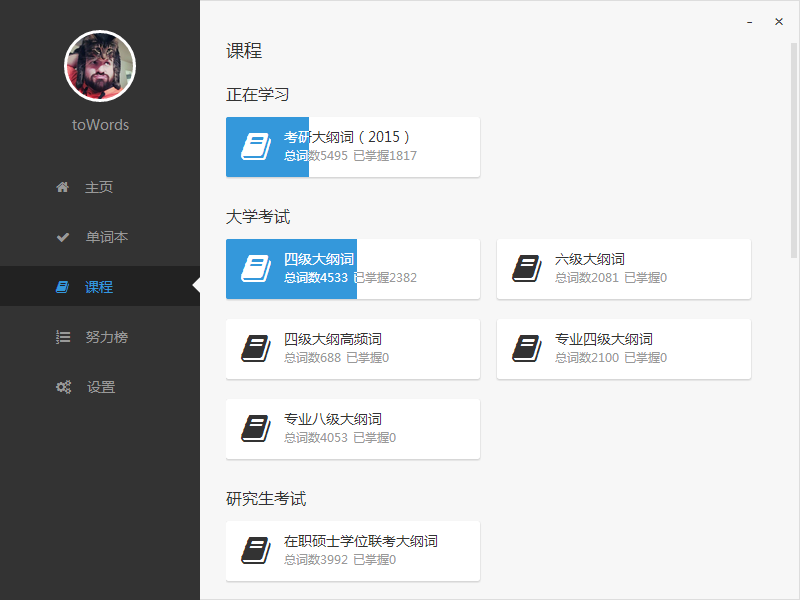 toWords
主页
单词本
课程
努力榜
设置
课程
正在学习
考研大纲词（2015）
总词数5495 已掌握1817
大学考试
四级大纲词
总词数4533 已掌握2382
六级大纲词
总词数2081 已掌握0
四级大纲高频词
总词数688 已掌握0
专业四级大纲词
总词数2100 已掌握0
专业八级大纲词
总词数4053 已掌握0
研究生考试
在职硕士学位联考大纲词
总词数3992 已掌握0